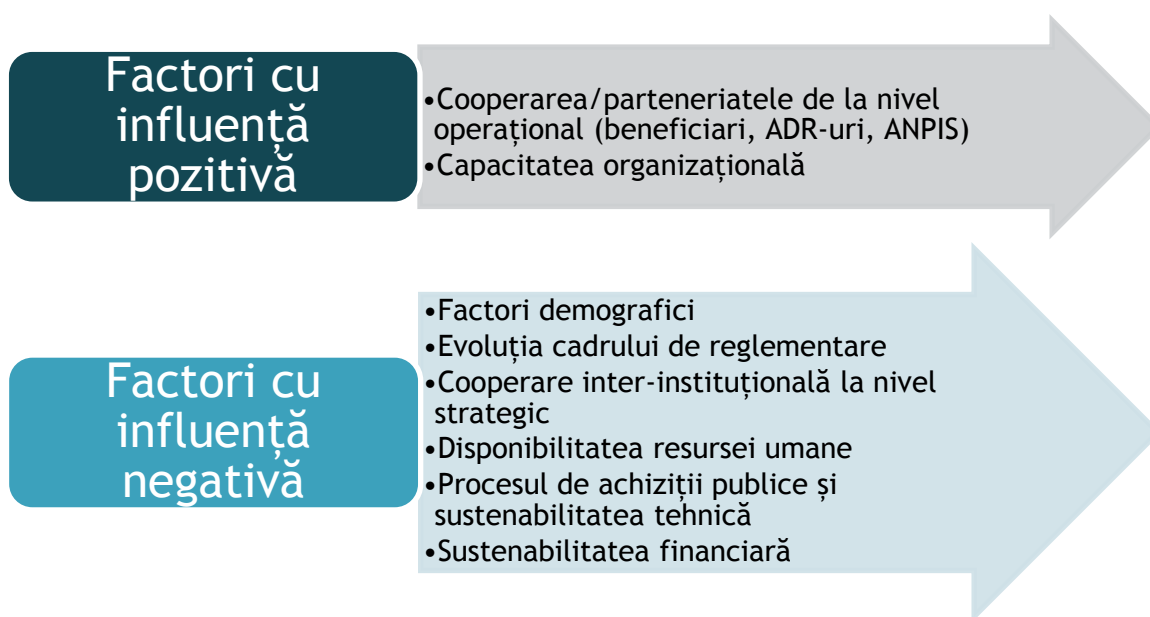 Factori cu
influență
pozitivă
•Cooperarea/parteneriatele de la nivel
operațional (beneficiari, ADR-uri, ANPIS)
•Capacitatea organizațională
Factori cu
influență
negativă
•Factori demografici
•Evoluția cadrului de reglementare
•Cooperare inter-instituțională la nivel
strategic
•Disponibilitatea resursei umane
•Procesul de achiziții publice și
sustenabilitatea tehnică
•Sustenabilitatea financiară